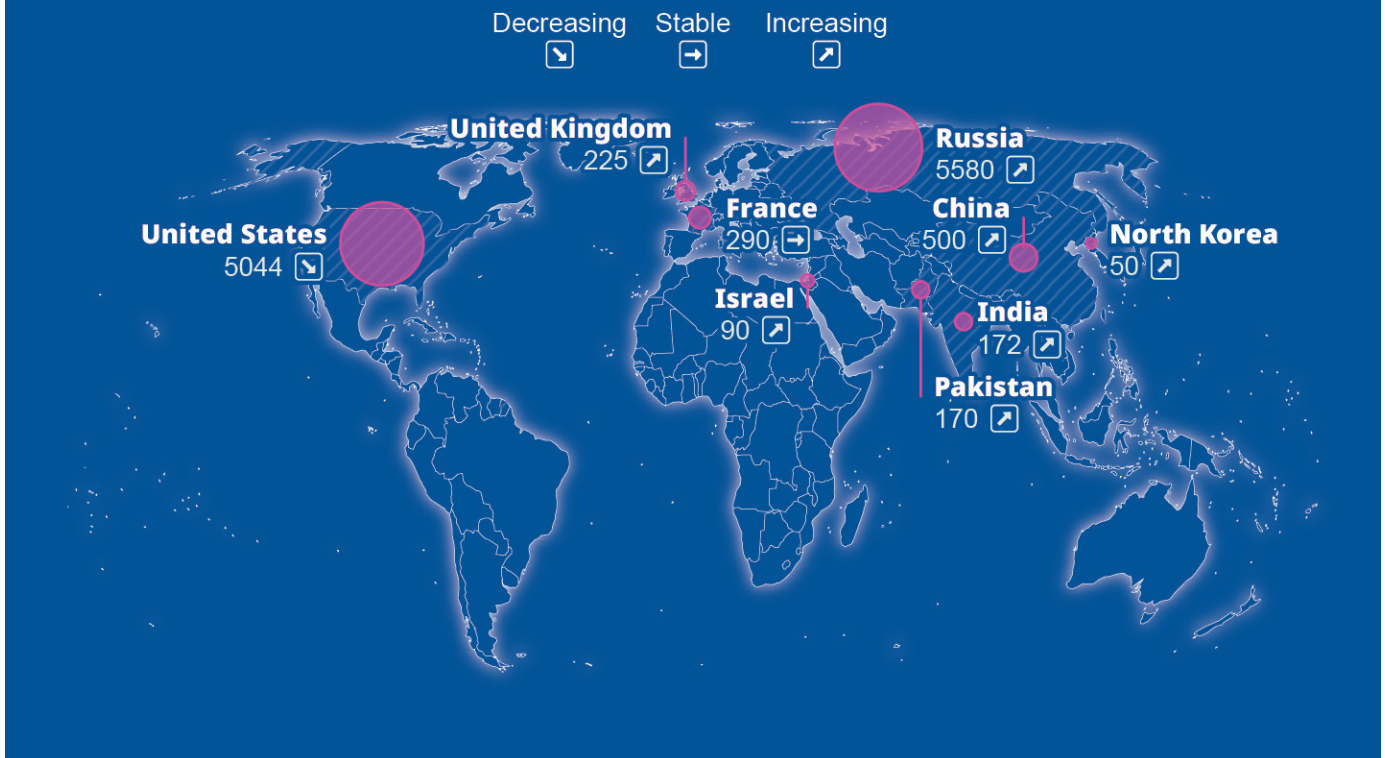 Decreasing Stable Increasing
United Kingdom
225
Russia
5580
United States
5044
France
290
China
500
North Korea
50
Israel
90
India
172
Pakistan
170